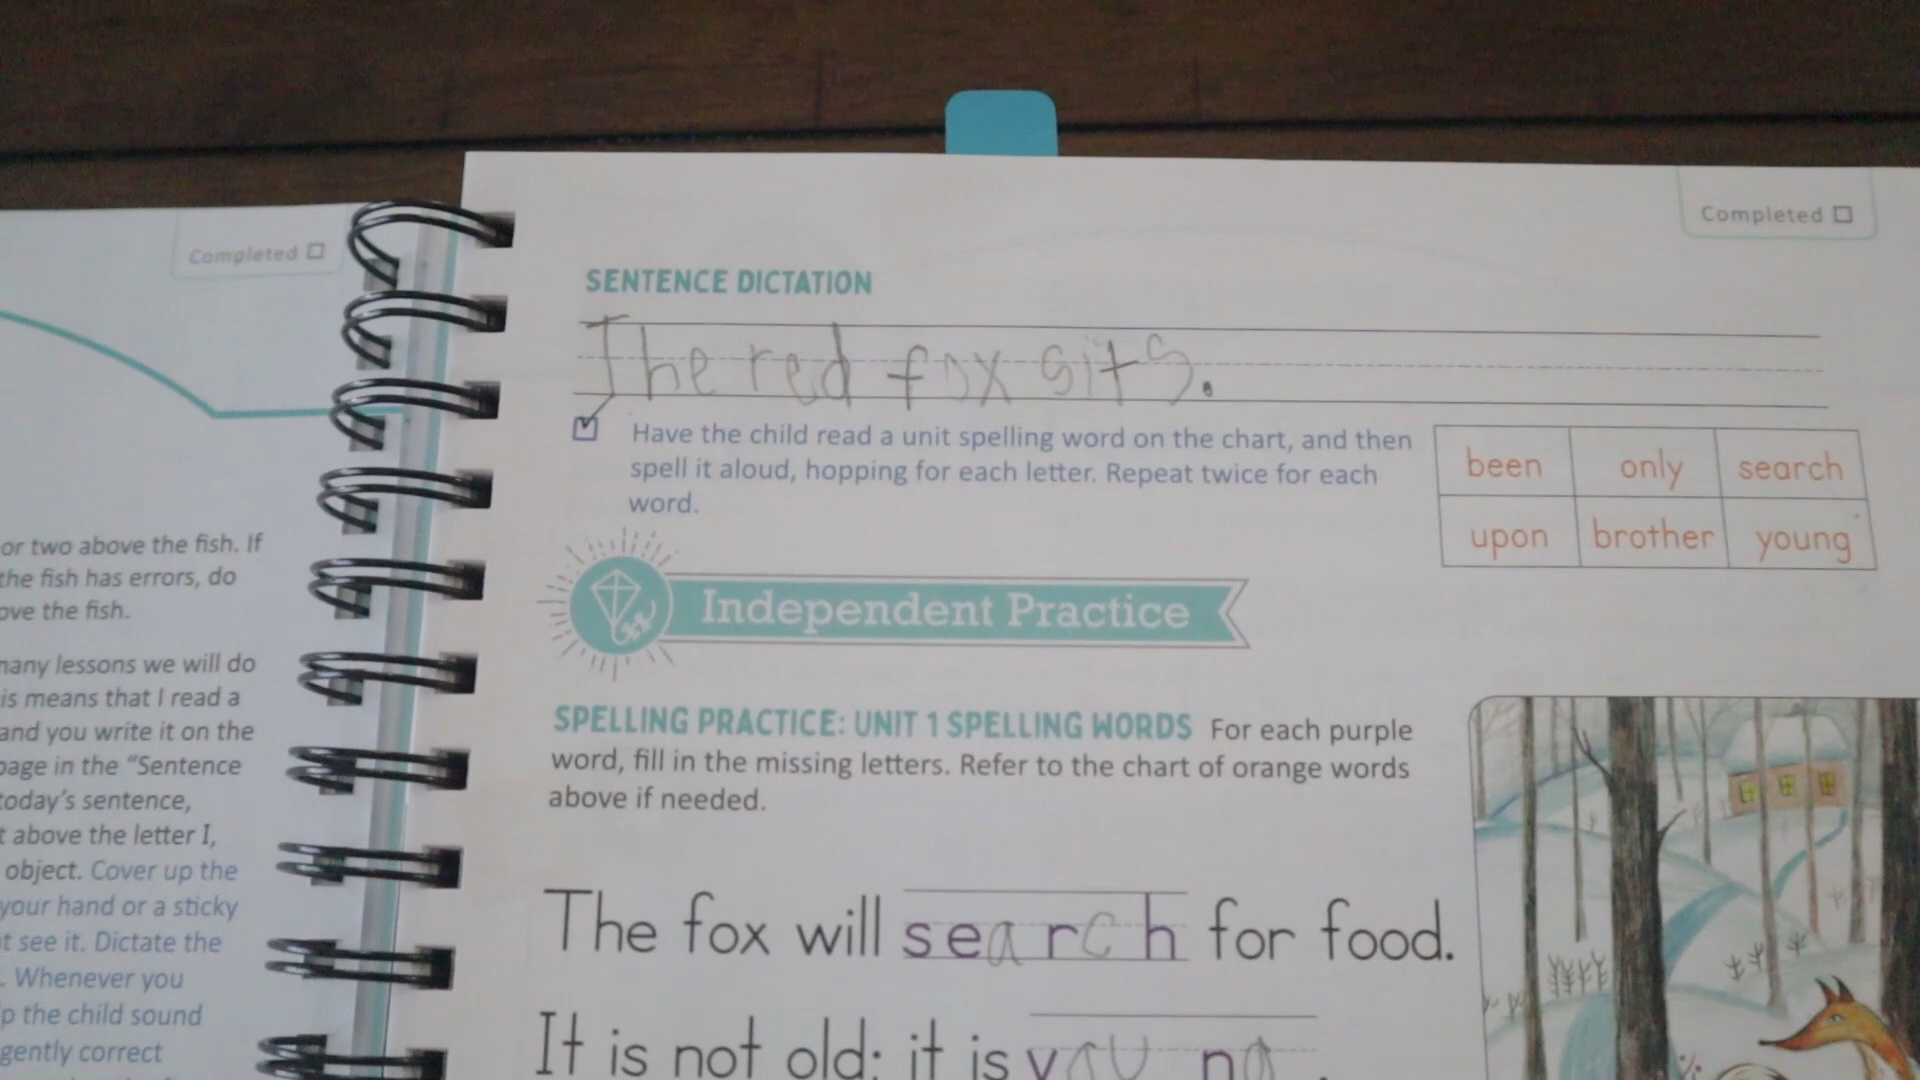 Completed
or two above the fish. If
the fish has errors, do
ove the fish.
many lessons we will do
is means that I read a
and you write it on the
page in the “Sentence
today’s sentence,
t above the letter I,
object. Cover up the
your hand or a sticky
t see it. Dictate the
. Whenever you
p the child sound
gently correct
Completed
SENTENCE DICTATION
The red fox sits.
Have the child read a unit spelling word on the chart, and then
spell it aloud, hopping for each letter. Repeat twice for each
word.
been only search
upon brother young
Independent Practice
SPELLING PRACTICE: UNIT 1 SPELLING WORDS For each purple
word, fill in the missing letters. Refer to the chart of orange words
above if needed.
The fox will search for food.
It is not old; it is young.